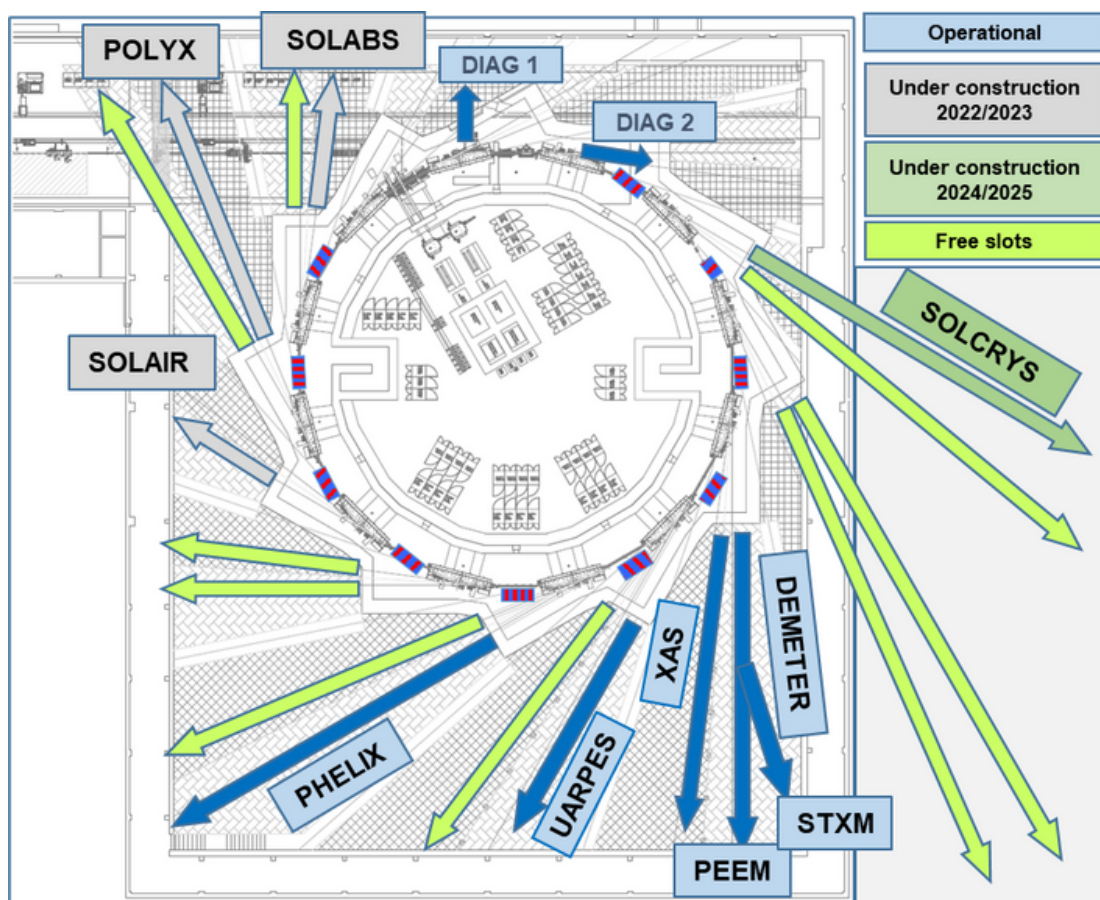 POLYX
SOLABS
DIAG 1
DIAG 2
Operational
Under construction
2022/2023
Under construction
2024/2025
Free slots
SOLCRYS
SOLAIR
DEMETER
XAS
UARPES
PHELIX
STXM
PEEM